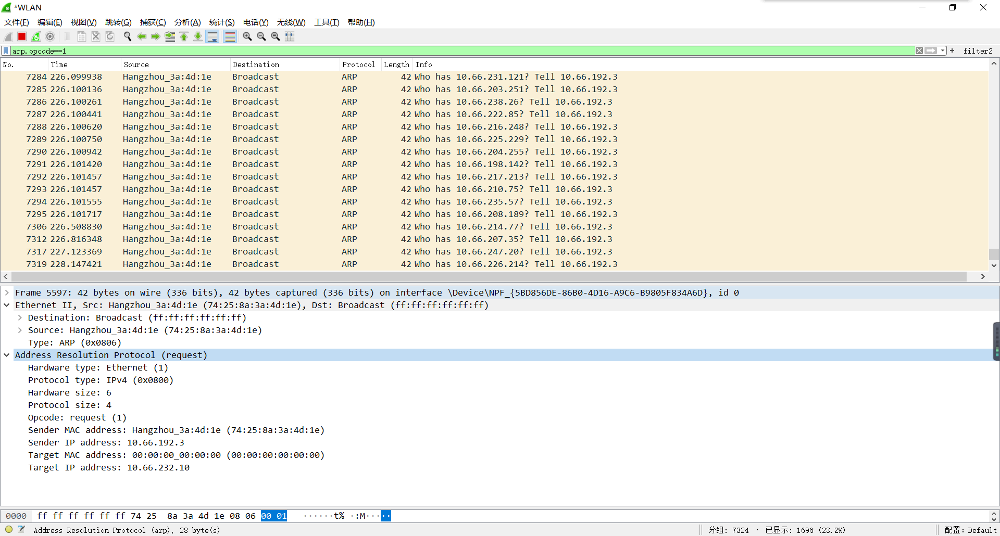 *WLAN
文件(F) 编辑(E) 视图(V) 跳转(G) 捕获(C) 分析(A) 统计(S) 电话(Y) 无线(W) 工具(T) 帮助(H)
arp.opcode==1 + filter2
No. Time Source Destination Protocol Length Info
7284 226.099938 Hangzhou_3a:4d:1e Broadcast ARP 42 Who has 10.66.231.121? Tell 10.66.192.3
7285 226.100136 Hangzhou_3a:4d:1e Broadcast ARP 42 Who has 10.66.203.251? Tell 10.66.192.3
7286 226.100261 Hangzhou_3a:4d:1e Broadcast ARP 42 Who has 10.66.238.26? Tell 10.66.192.3
7287 226.100441 Hangzhou_3a:4d:1e Broadcast ARP 42 Who has 10.66.222.85? Tell 10.66.192.3
7288 226.100620 Hangzhou_3a:4d:1e Broadcast ARP 42 Who has 10.66.216.248? Tell 10.66.192.3
7289 226.100750 Hangzhou_3a:4d:1e Broadcast ARP 42 Who has 10.66.225.229? Tell 10.66.192.3
7290 226.100942 Hangzhou_3a:4d:1e Broadcast ARP 42 Who has 10.66.204.255? Tell 10.66.192.3
7291 226.101420 Hangzhou_3a:4d:1e Broadcast ARP 42 Who has 10.66.198.142? Tell 10.66.192.3
7292 226.101457 Hangzhou_3a:4d:1e Broadcast ARP 42 Who has 10.66.217.213? Tell 10.66.192.3
7293 226.101457 Hangzhou_3a:4d:1e Broadcast ARP 42 Who has 10.66.210.75? Tell 10.66.192.3
7294 226.101555 Hangzhou_3a:4d:1e Broadcast ARP 42 Who has 10.66.235.57? Tell 10.66.192.3
7295 226.101717 Hangzhou_3a:4d:1e Broadcast ARP 42 Who has 10.66.208.189? Tell 10.66.192.3
7306 226.508830 Hangzhou_3a:4d:1e Broadcast ARP 42 Who has 10.66.214.77? Tell 10.66.192.3
7312 226.816348 Hangzhou_3a:4d:1e Broadcast ARP 42 Who has 10.66.207.35? Tell 10.66.192.3
7317 227.123369 Hangzhou_3a:4d:1e Broadcast ARP 42 Who has 10.66.247.20? Tell 10.66.192.3
7319 228.147421 Hangzhou_3a:4d:1e Broadcast ARP 42 Who has 10.66.226.214? Tell 10.66.192.3
Frame 5597: 42 bytes on wire (336 bits), 42 bytes captured (336 bits) on interface \Device\NPF_{5BD856DE-86B0-4D16-A9C6-B9805F834A6D}, id 0
Ethernet II, Src: Hangzhou_3a:4d:1e (74:25:8a:3a:4d:1e), Dst: Broadcast (ff:ff:ff:ff:ff:ff)
Destination: Broadcast (ff:ff:ff:ff:ff:ff)
Source: Hangzhou_3a:4d:1e (74:25:8a:3a:4d:1e)
Type: ARP (0x0806)
Address Resolution Protocol (request)
Hardware type: Ethernet (1)
Protocol type: IPv4 (0x0800)
Hardware size: 6
Protocol size: 4
Opcode: request (1)
Sender MAC address: Hangzhou_3a:4d:1e (74:25:8a:3a:4d:1e)
Sender IP address: 10.66.192.3
Target MAC address: 00:00:00_00:00:00 (00:00:00:00:00:00)
Target IP address: 10.66.232.10
0000 ff ff ff ff ff ff 74 25 8a 3a 4d 1e 08 06 00 01 ······t% ·:M·····
Address Resolution Protocol (arp), 28 byte(s) 分组: 7324 · 已显示: 1696 (23.2%) 配置: Default